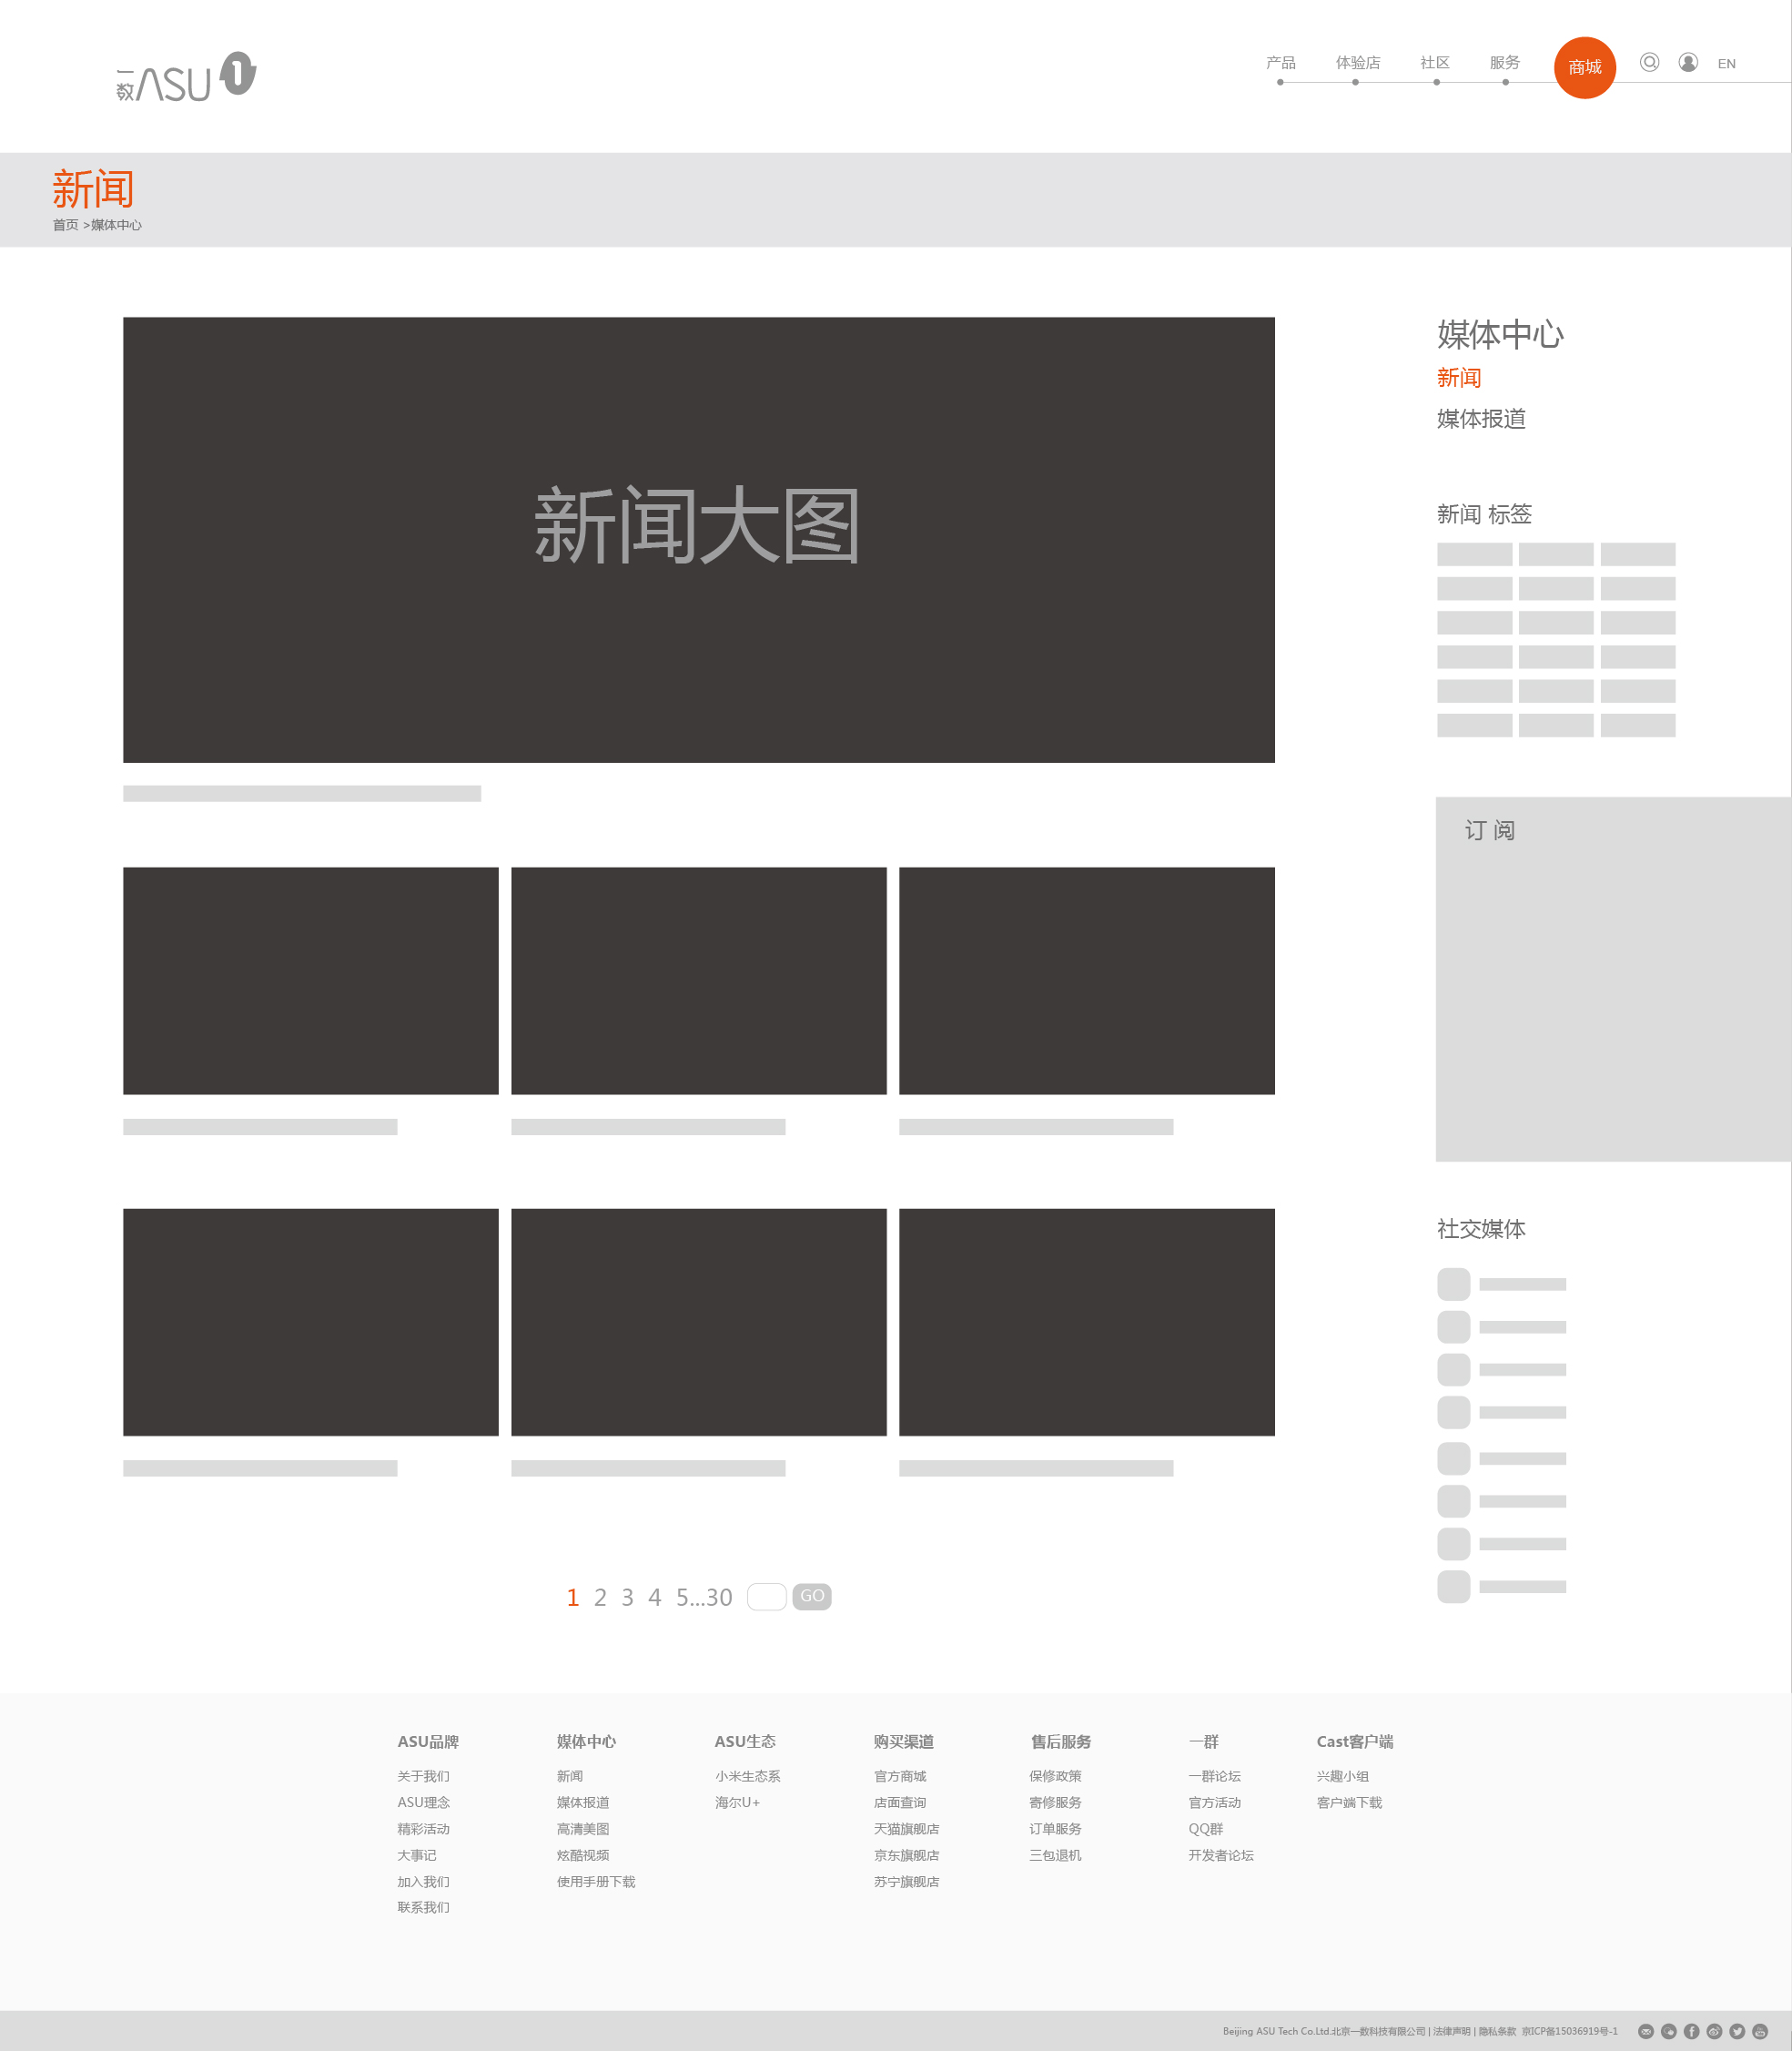 一数ASU
产品 体验店 社区 服务 商城 EN
新闻
首页 >媒体中心
新闻大图
媒体中心
新闻
媒体报道
新闻 标签
订 阅
社交媒体
1 2 3 4 5...30 GO
ASU品牌
关于我们
ASU理念
精彩活动
大事记
加入我们
联系我们
媒体中心
新闻
媒体报道
高清美图
炫酷视频
使用手册下载
ASU生态
小米生态系
海尔U+
购买渠道
官方商城
店面查询
天猫旗舰店
京东旗舰店
苏宁旗舰店
售后服务
保修政策
寄修服务
订单服务
三包退机
一群
一群论坛
官方活动
QQ群
开发者论坛
Cast客户端
兴趣小组
客户端下载
Beijing ASU Tech Co.Ltd.北京一数科技有限公司 | 法律声明 | 隐私条款 京ICP备15036919号-1